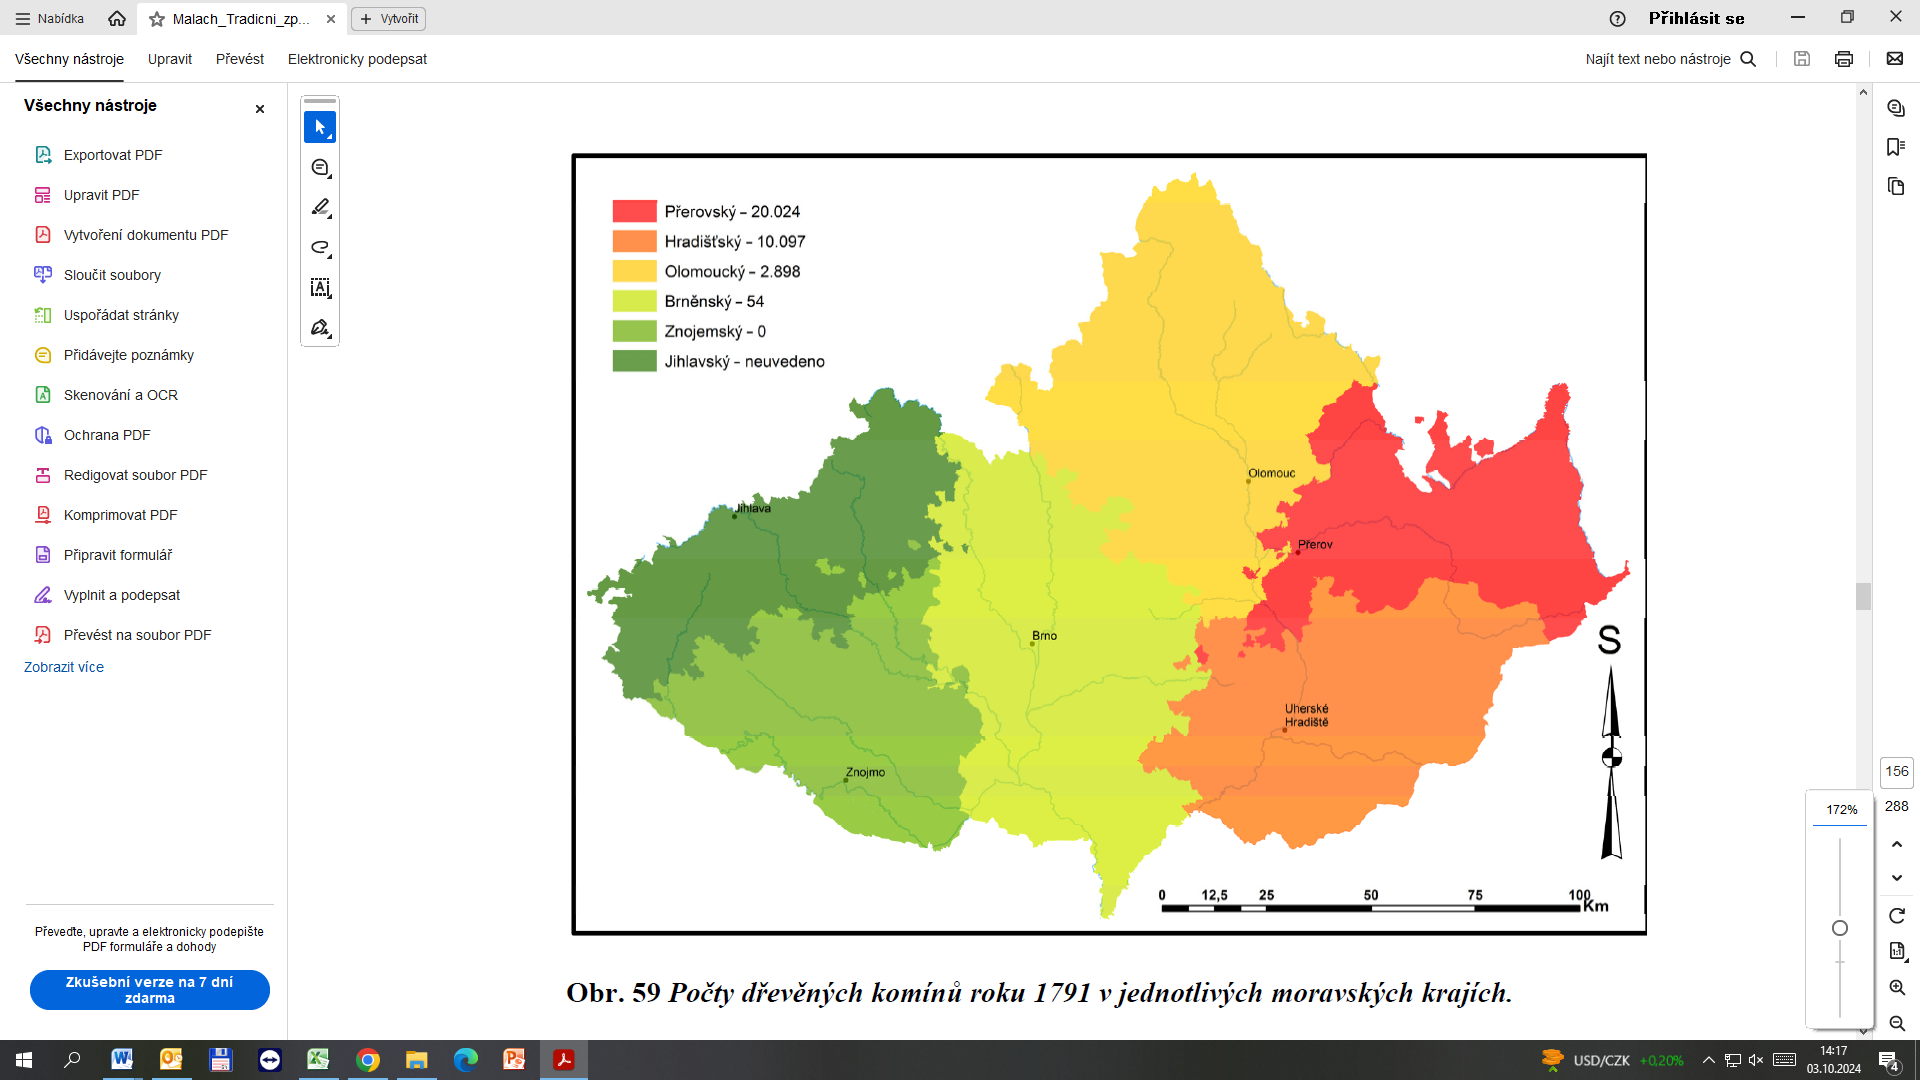 Nabídka
Malach_Tradicni_zp...
Vytvořit
Přihlásit se
Všechny nástroje
Upravit
Převést
Elektronicky podepsat
Najít text nebo nástroje
Všechny nástroje
Exportovat PDF
Upravit PDF
Vytvoření dokumentu PDF
Sloučit soubory
Uspořádat stránky
Přidávejte poznámky
Skenování a OCR
Ochrana PDF
Redigovat soubor PDF
Komprimovat PDF
Připravit formulář
Vyplnit a podepsat
Převést na soubor PDF
Zobrazit více
Převeďte, upravte a elektronicky podepište
PDF formuláře a dohody
Zkušební verze na 7 dní
zdarma
Přerovský – 20.024
Hradišťský – 10.097
Olomoucký – 2.898
Brněnský – 54
Znojemský – 0
Jihlavský – neuvedeno
Olomouc
Jihlava
Přerov
Brno
Uherské
Hradiště
Znojmo
S
0 12,5 25 50 75 100
Km
Obr. 59 Počty dřevěných komínů roku 1791 v jednotlivých moravských krajích.
156
288
172%
USD/CZK +0,20%
14:17
03.10.2024
4